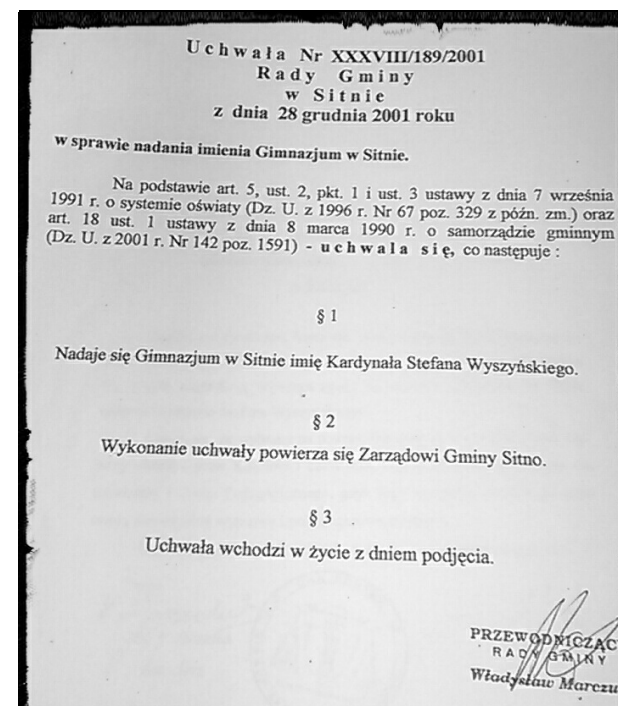 Uchwała Nr XXXVIII/189/2001
Rady Gminy
w Sitnie
z dnia 28 grudnia 2001 roku
w sprawie nadania imienia Gimnazjum w Sitnie.
Na podstawie art. 5, ust. 2, pkt. 1 i ust. 3 ustawy z dnia 7 września
1991 r. o systemie oświaty (Dz. U. z 1996 r. Nr 67 poz. 329 z późn. zm.) oraz
art. 18 ust. 1 ustawy z dnia 8 marca 1990 r. o samorządzie gminnym
(Dz. U. z 2001 r. Nr 142 poz. 1591) - uchwala się, co następuje :
§ 1
Nadaje się Gimnazjum w Sitnie imię Kardynała Stefana Wyszyńskiego.
§ 2
Wykonanie uchwały powierza się Zarządowi Gminy Sitno.
§ 3
Uchwała wchodzi w życie z dniem podjęcia.
PRZEWODNICZĄC
RADY GMINY
Władysław Marczu